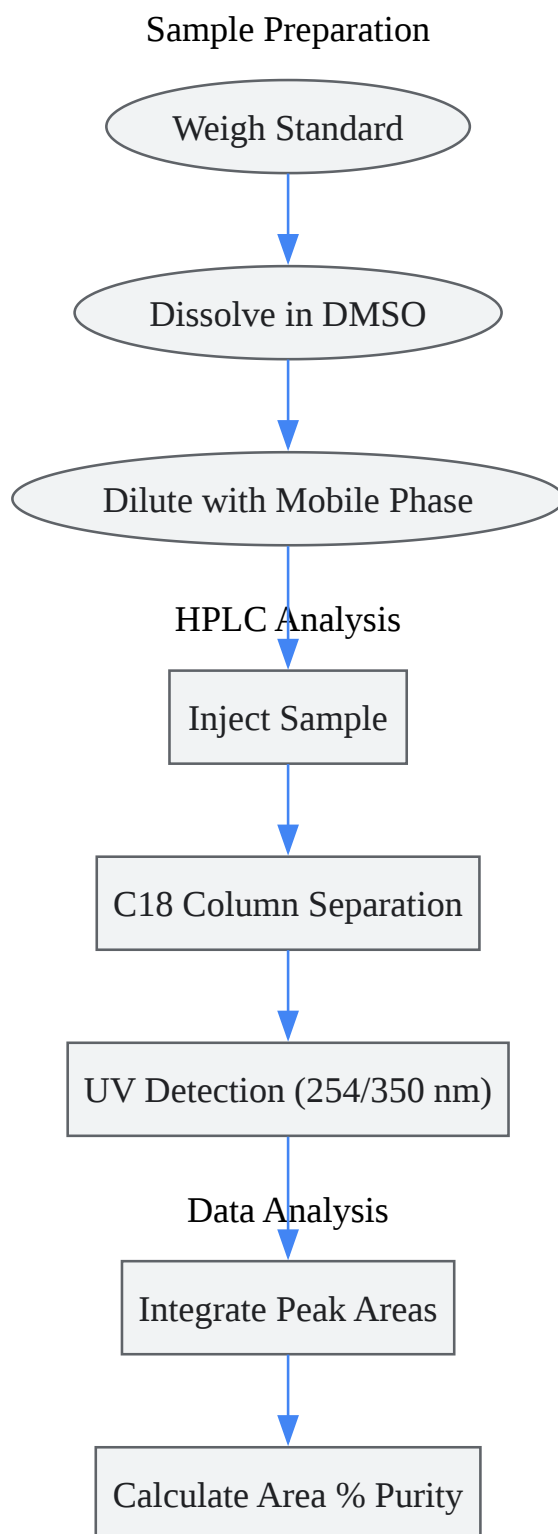 Sample Preparation
Weigh Standard
Dissolve in DMSO
Dilute with Mobile Phase
HPLC Analysis
Inject Sample
C18 Column Separation
UV Detection (254/350 nm)
Data Analysis
Integrate Peak Areas
Calculate Area % Purity